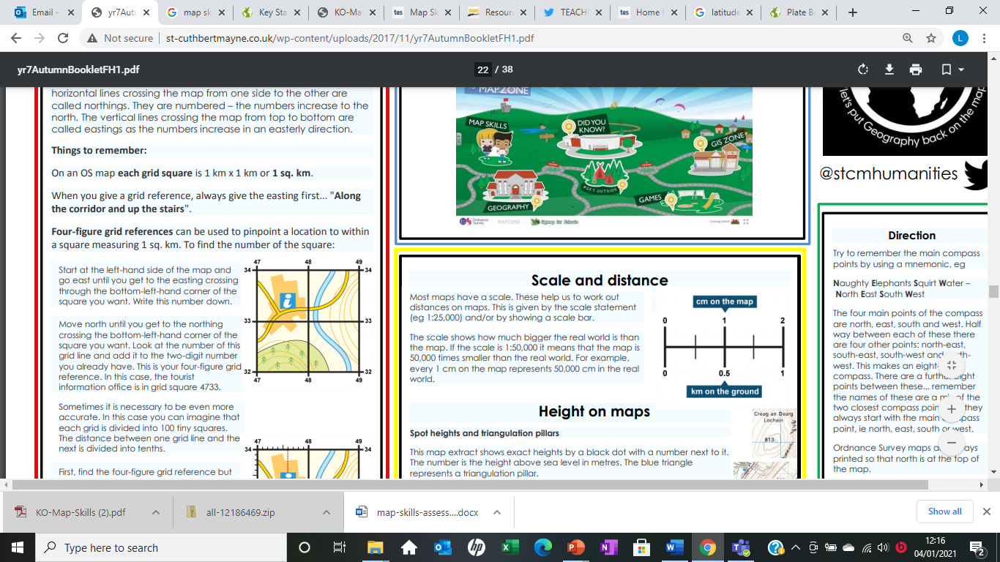 Email -
yr7Aut
map sk
Key Sta
KO-Ma
Map Sk
Resour
TEACH
Home
latitude
Plate B
Not secure | st-cuthbertmayne.co.uk/wp-content/uploads/2017/11/yr7AutumnBookletFH1.pdf
L
yr7AutumnBookletFH1.pdf
22 / 38
horizontal lines crossing the map from one side to the other are
called northings. They are numbered – the numbers increase to the
north. The vertical lines crossing the map from top to bottom are
called eastings as the numbers increase in an easterly direction.
Things to remember:
On an OS map each grid square is 1 km x 1 km or 1 sq. km.
When you give a grid reference, always give the easting first... "Along
the corridor and up the stairs".
Four-figure grid references can be used to pinpoint a location to within
a square measuring 1 sq. km. To find the number of the square:
Start at the left-hand side of the map and
go east until you get to the easting crossing
through the bottom-left-hand corner of the
square you want. Write this number down.
Move north until you get to the northing
crossing the bottom-left-hand corner of the
square you want. Look at the number of this
grid line and add it to the two-digit number
you already have. This is your four-figure grid
reference. In this case, the tourist
information office is in grid square 4733.
Sometimes it is necessary to be even more
accurate. In this case you can imagine that
each grid is divided into 100 tiny squares.
The distance between one grid line and the
next is divided into tenths.
First, find the four-figure grid reference but
47 48 49
34 34
i
33 33
32 32
47 48 49
47 48 49
34 34
to MAPZONE
MAP SKILLS
DID YOU
KNOW?
GIS ZONE
#GET OUTSIDE
GAMES
GEOGRAPHY
Ordnance
Survey
MAPZONE
Digimap for Schools
Scale and distance
Most maps have a scale. These help us to work out
distances on maps. This is given by the scale statement
(eg 1:25,000) and/or by showing a scale bar.
The scale shows how much bigger the real world is than
the map. If the scale is 1:50,000 it means that the map is
50,000 times smaller than the real world. For example,
every 1 cm on the map represents 50,000 cm in the real
world.
cm on the map
0 1 2
0 0.5 1
km on the ground
Height on maps
Spot heights and triangulation pillars
This map extract shows exact heights by a black dot with a number next to it.
The number is the height above sea level in metres. The blue triangle
represents a triangulation pillar.
Creag an Dearg
Lochain
813
let's put Geography back on the map
@stcmhumanities
Direction
Try to remember the main compass
points by using a mnemonic, eg
Naughty Elephants Squirt Water –
North East South West
The four main points of the compass
are north, east, south and west. Half
way between each of these there
are four other points: north-east,
south-east, south-west and th-
west. This makes an eight-
compass. There are a furth eight
points between these... remember
the names of these are a mi of the
two closest compass poin they
always start with the main pass
point, ie north, east, south or west.
Ordnance Survey maps a ays
printed so that north is at the top of
the map.
KO-Map-Skills (2).pdf
all-12186469.zip
map-skills-assess....docx
Show all
Type here to search
12:16
04/01/2021
2